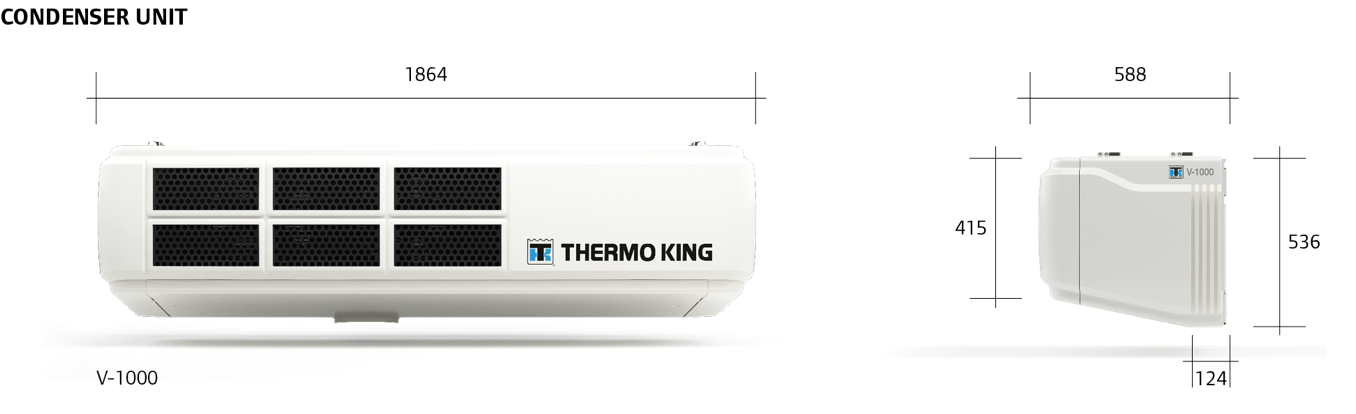 CONDENSER UNIT
1864
588
V-1000
415
536
THERMO KING
124
V-1000